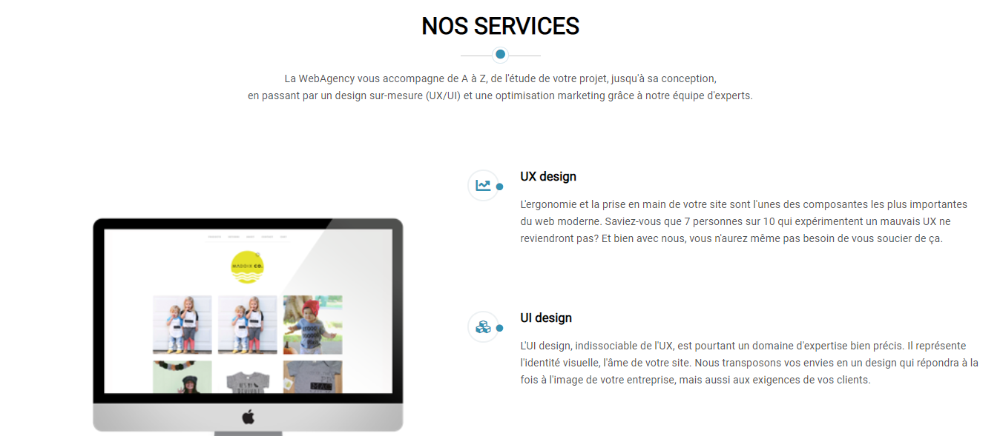 NOS SERVICES
La WebAgency vous accompagne de A à Z, de l'étude de votre projet, jusqu'à sa conception,
en passant par un design sur-mesure (UX/UI) et une optimisation marketing grâce à notre équipe d'experts.
UX design
L'ergonomie et la prise en main de votre site sont l'unes des composantes les plus importantes
du web moderne. Saviez-vous que 7 personnes sur 10 qui expérimentent un mauvais UX ne
reviendront pas? Et bien avec nous, vous n'aurez même pas besoin de vous soucier de ça.
MADDIX CO.
UI design
L'UI design, indissociable de l'UX, est pourtant un domaine d'expertise bien précis. Il représente
l'identité visuelle, l'âme de votre site. Nous transposons vos envies en un design qui répondra à la
fois à l'image de votre entreprise, mais aussi aux exigences de vos clients.